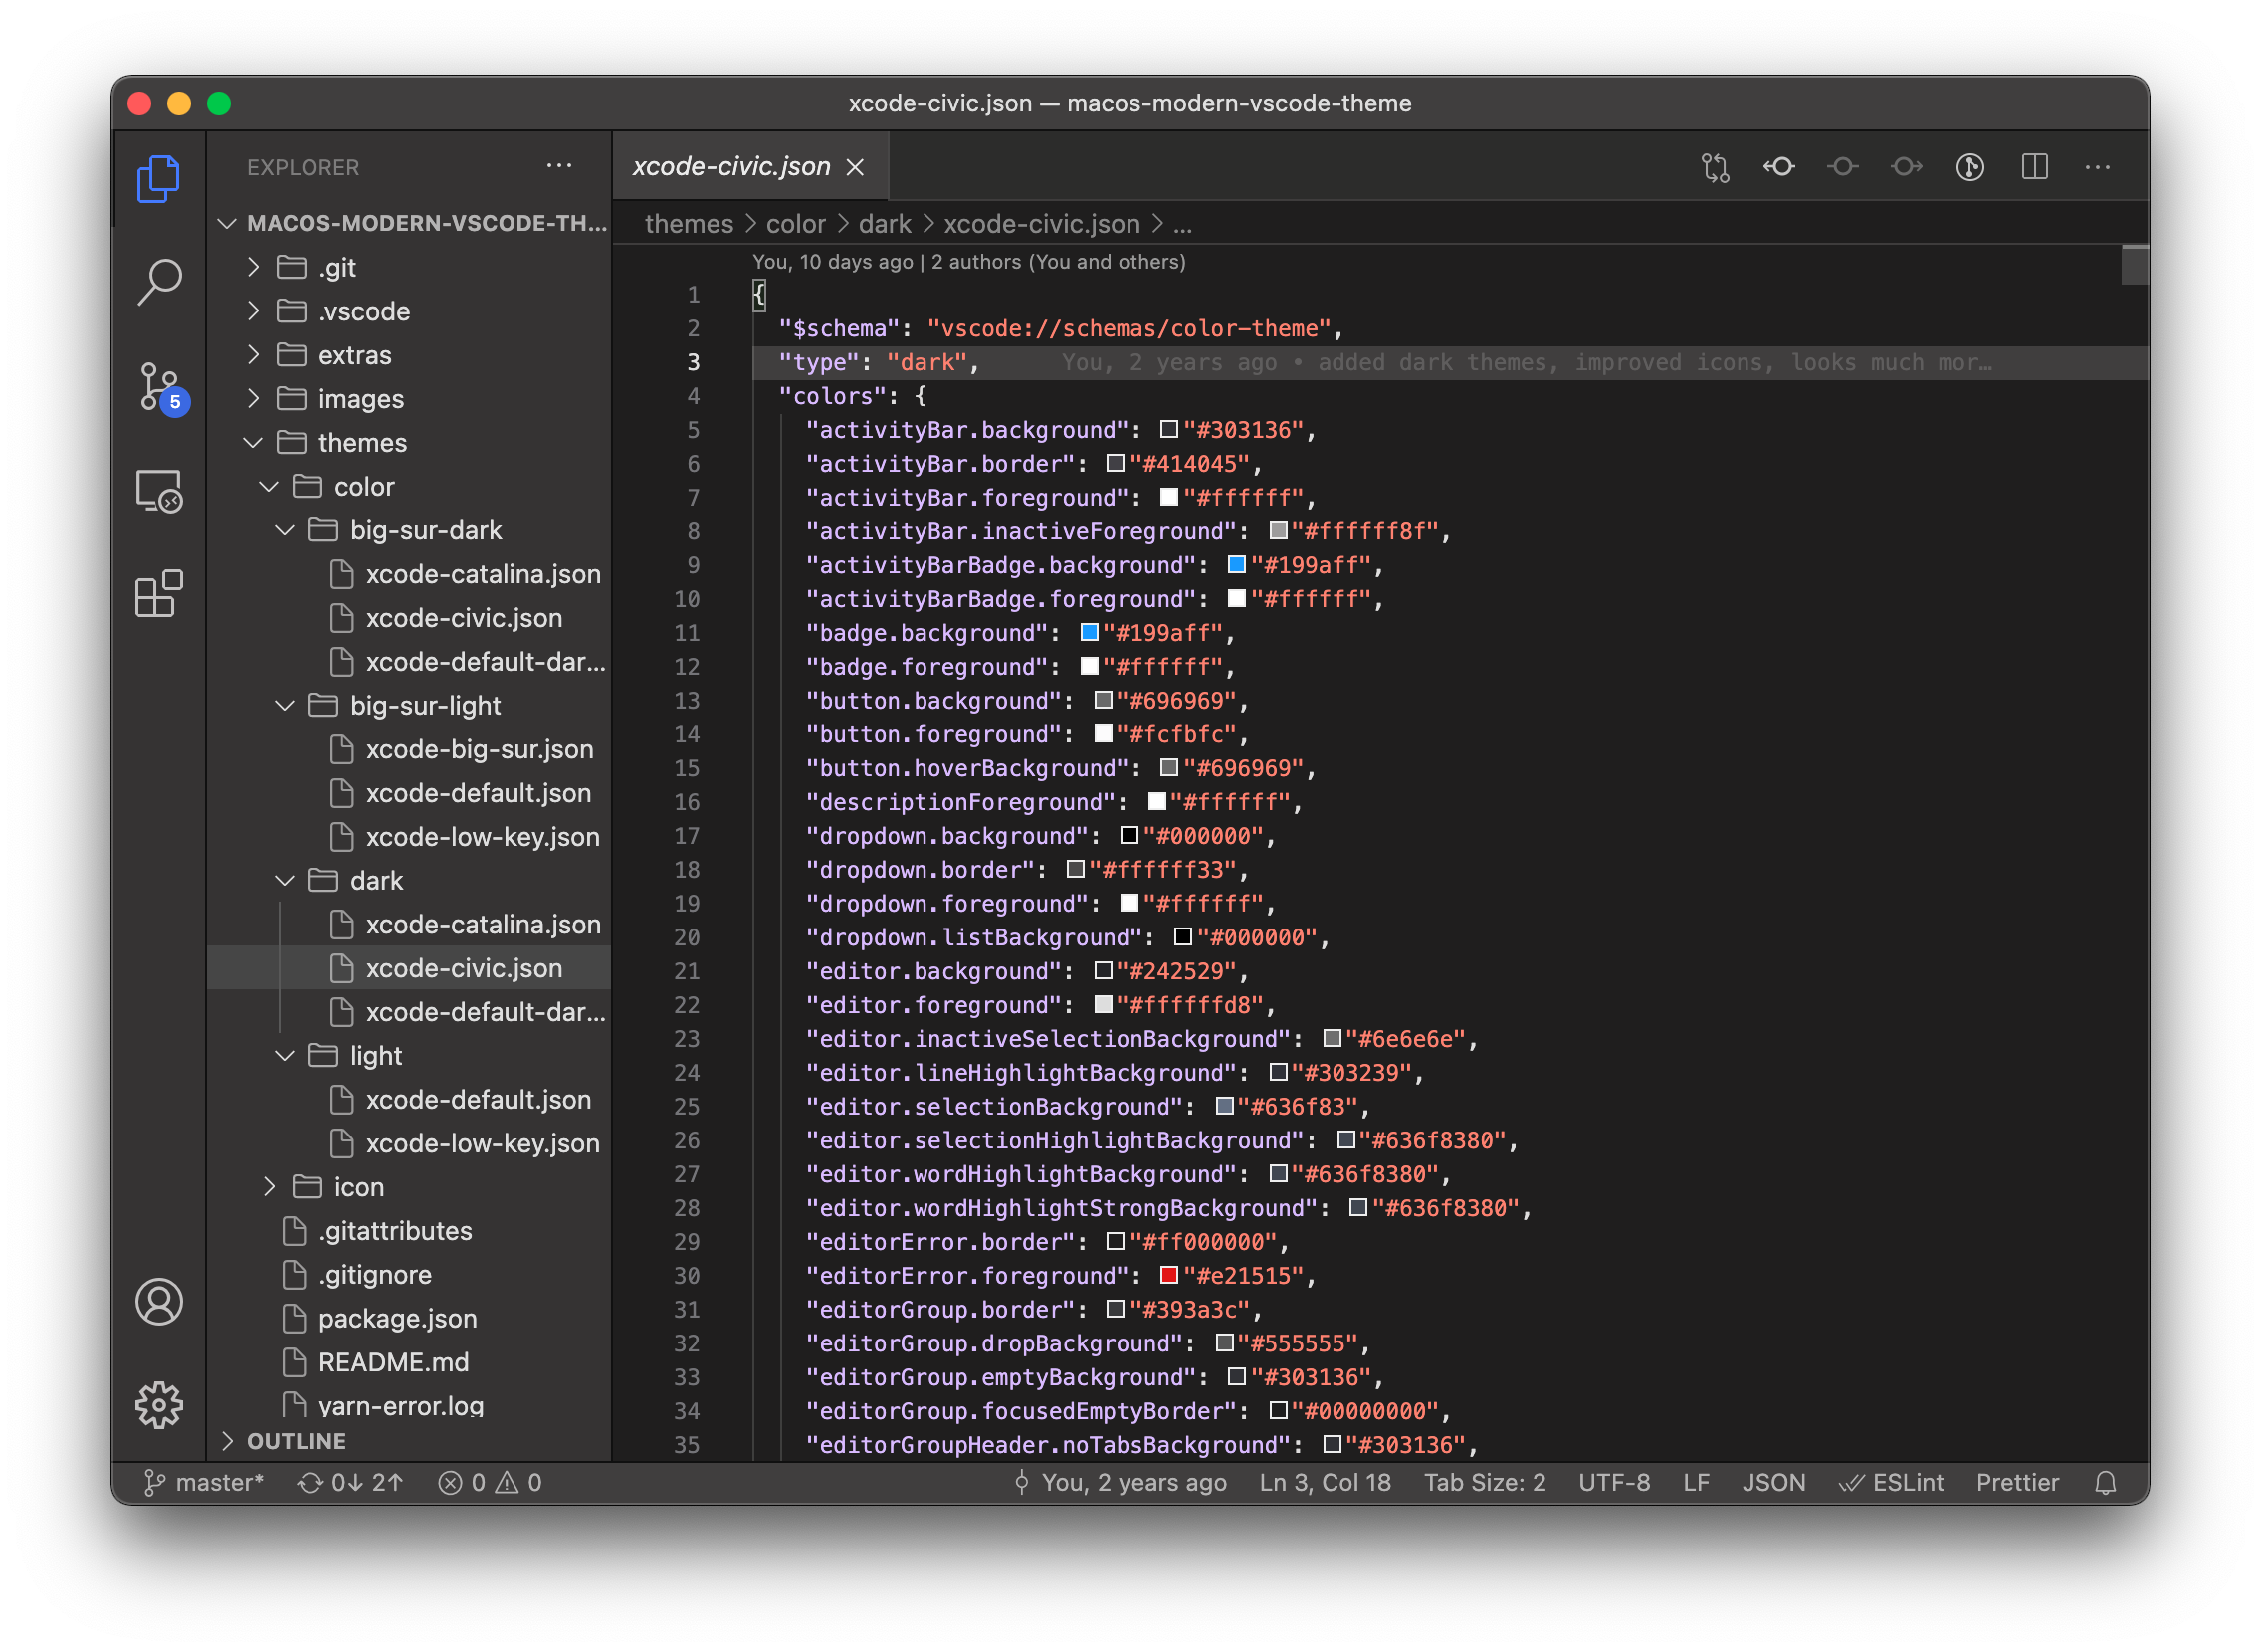 xcode-civic.json — macos-modern-vscode-theme
EXPLORER
MACOS-MODERN-VSCODE-TH...
.git
.vscode
extras
images
themes
color
big-sur-dark
xcode-catalina.json
xcode-civic.json
xcode-default-dar...
big-sur-light
xcode-big-sur.json
xcode-default.json
xcode-low-key.json
dark
xcode-catalina.json
xcode-civic.json
xcode-default-dar...
light
xcode-default.json
xcode-low-key.json
icon
.gitattributes
.gitignore
package.json
README.md
yarn-error.log
OUTLINE
5
xcode-civic.json
themes > color > dark > xcode-civic.json > ...
You, 10 days ago | 2 authors (You and others)
1 {
2 "$schema": "vscode://schemas/color-theme",
3 "type": "dark", You, 2 years ago • added dark themes, improved icons, looks much mor…
4 "colors": {
5 "activityBar.background": "#303136",
6 "activityBar.border": "#414045",
7 "activityBar.foreground": "#ffffff",
8 "activityBar.inactiveForeground": "#ffffff8f",
9 "activityBarBadge.background": "#199aff",
10 "activityBarBadge.foreground": "#ffffff",
11 "badge.background": "#199aff",
12 "badge.foreground": "#ffffff",
13 "button.background": "#696969",
14 "button.foreground": "#fcfbfc",
15 "button.hoverBackground": "#696969",
16 "descriptionForeground": "#ffffff",
17 "dropdown.background": "#000000",
18 "dropdown.border": "#ffffff33",
19 "dropdown.foreground": "#ffffff",
20 "dropdown.listBackground": "#000000",
21 "editor.background": "#242529",
22 "editor.foreground": "#ffffffd8",
23 "editor.inactiveSelectionBackground": "#6e6e6e",
24 "editor.lineHighlightBackground": "#303239",
25 "editor.selectionBackground": "#636f83",
26 "editor.selectionHighlightBackground": "#636f8380",
27 "editor.wordHighlightBackground": "#636f8380",
28 "editor.wordHighlightStrongBackground": "#636f8380",
29 "editorError.border": "#ff000000",
30 "editorError.foreground": "#e21515",
31 "editorGroup.border": "#393a3c",
32 "editorGroup.dropBackground": "#555555",
33 "editorGroup.emptyBackground": "#303136",
34 "editorGroup.focusedEmptyBorder": "#00000000",
35 "editorGroupHeader.noTabsBackground": "#303136",
master* 0↓ 2↑ 0 0 You, 2 years ago Ln 3, Col 18 Tab Size: 2 UTF-8 LF JSON ESLint Prettier